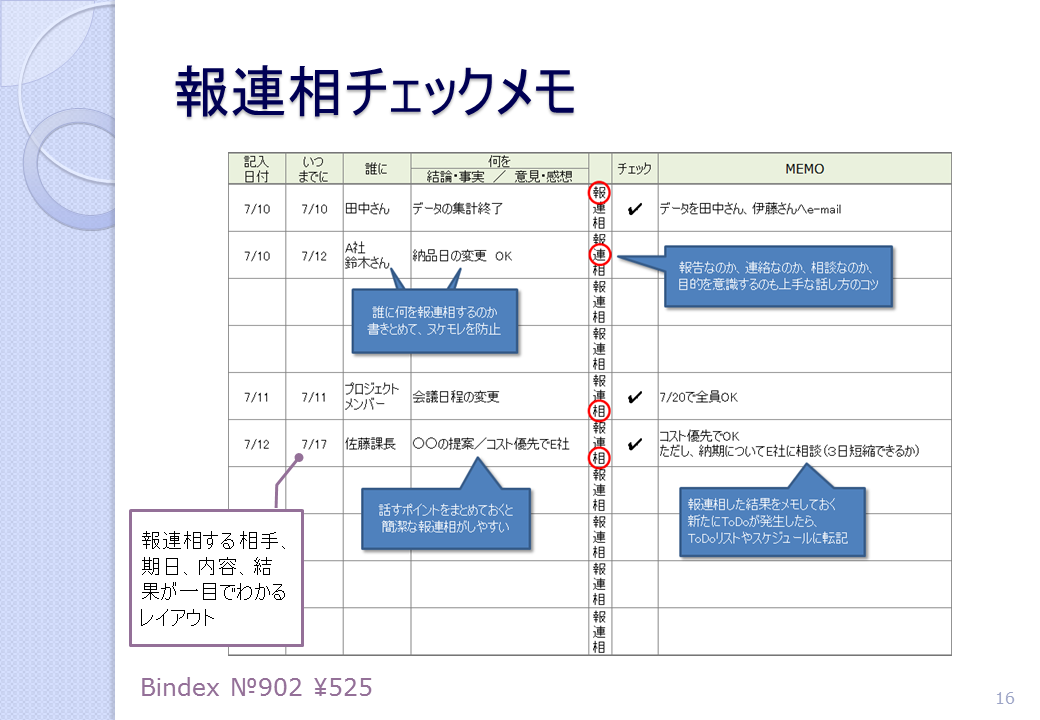 報連相チェックメモ
記入
日付
いつ
までに
誰に
何を
結論・事実 ／ 意見・感想
チェック
MEMO
7/10
7/10
田中さん
データの集計終了
報
連
相
✔
データを田中さん、伊藤さんへe-mail
7/10
7/12
A社
鈴木さん
納品日の変更 OK
報
連
相
報告なのか、連絡なのか、相談なのか、
目的を意識するのも上手な話し方のコツ
誰に何を報連相するのか
書きとめて、ヌケモレを防止
報
連
相
報
連
相
7/11
7/11
プロジェクト
メンバー
会議日程の変更
報
連
相
✔
7/20で全員OK
7/12
7/17
佐藤課長
〇〇の提案／コスト優先でE社
報
連
相
✔
コスト優先でOK
ただし、納期についてE社に相談（3日短縮できるか）
報
連
相
話すポイントをまとめておくと
簡潔な報連相がしやすい
報連相した結果をメモしておく
新たにToDoが発生したら、
ToDoリストやスケジュールに転記
報
連
相
報
連
相
報
連
相
報連相する相手、
期日、内容、結
果が一目でわかる
レイアウト
Bindex №902 ¥525
16